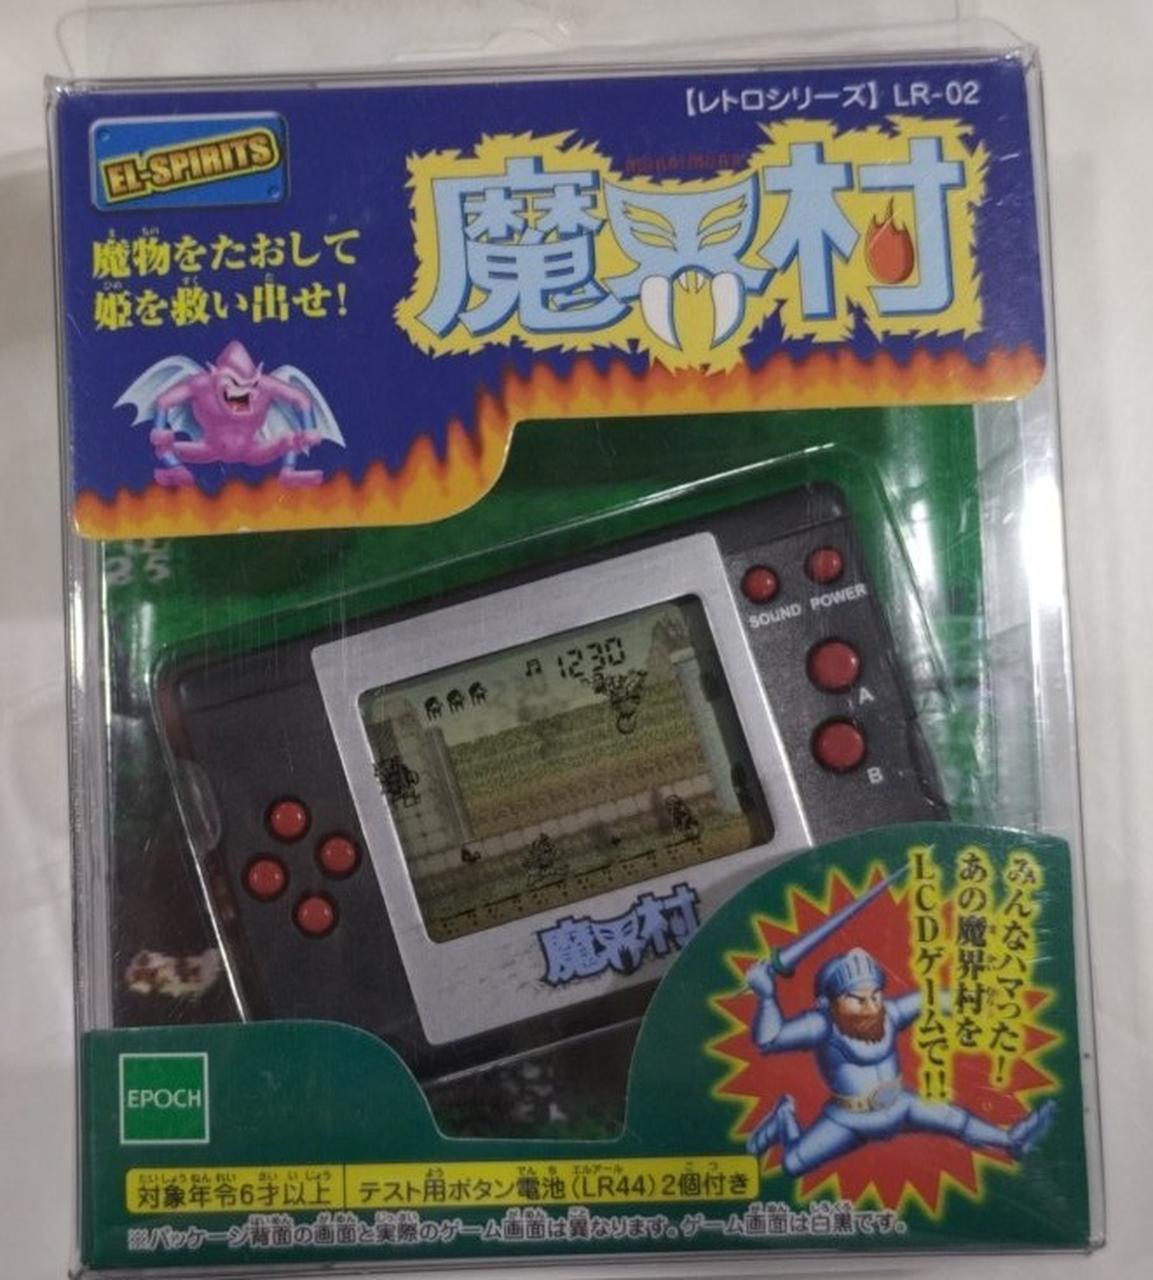 【レトロシリーズ】LR-02
EL-SPIRITS
魔界村
魔物をたおして
姫を救い出せ!
SOUND POWER
1230
A
B
魔界村
みんなハマった!
あの魔界村を
LCDゲームで!!
EPOCH
対象年令6才以上 テスト用ボタン電池(LR44)2個付き
※パッケージ背面の画面と実際のゲーム画面は異なります。ゲーム画面は白黒です。